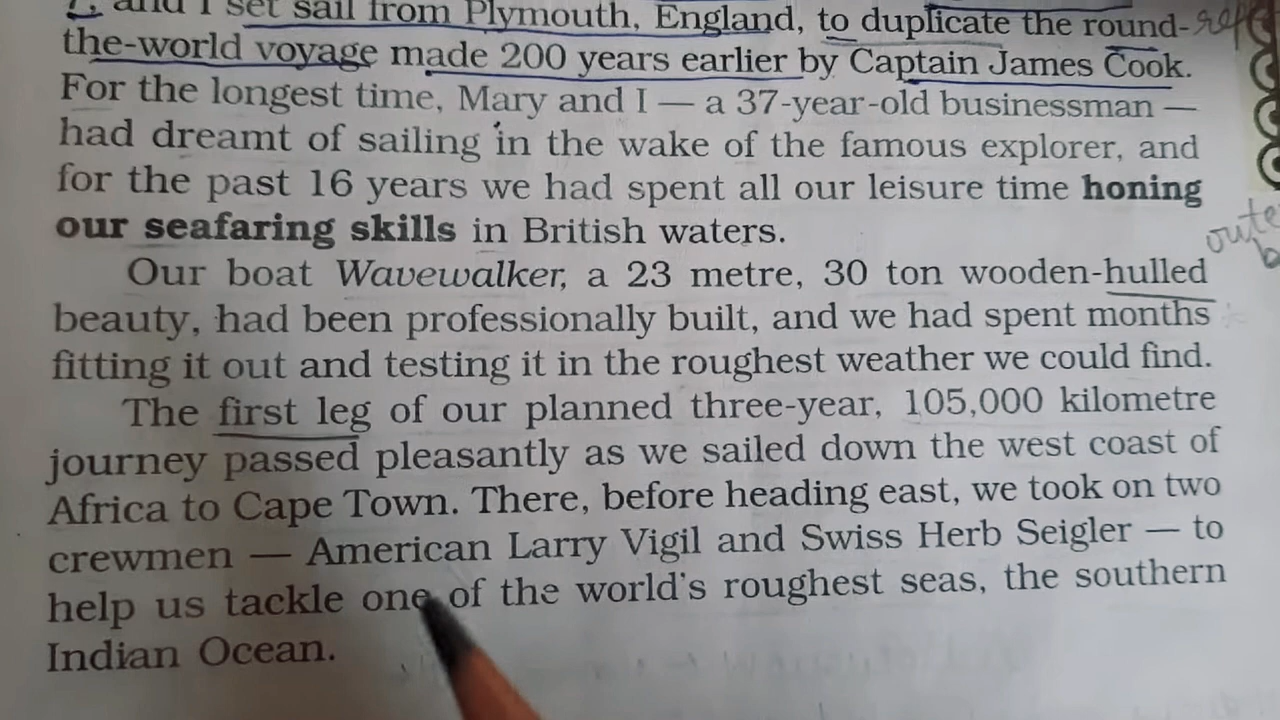 7, and I set sail from Plymouth, England, to duplicate the round-
the-world voyage made 200 years earlier by Captain James Cook.
For the longest time, Mary and I — a 37-year-old businessman —
had dreamt of sailing in the wake of the famous explorer, and
for the past 16 years we had spent all our leisure time honing
our seafaring skills in British waters.
Our boat Wavewalker, a 23 metre, 30 ton wooden-hulled
beauty, had been professionally built, and we had spent months
fitting it out and testing it in the roughest weather we could find.
The first leg of our planned three-year, 105,000 kilometre
journey passed pleasantly as we sailed down the west coast of
Africa to Cape Town. There, before heading east, we took on two
crewmen — American Larry Vigil and Swiss Herb Seigler — to
help us tackle one of the world's roughest seas, the southern
Indian Ocean.